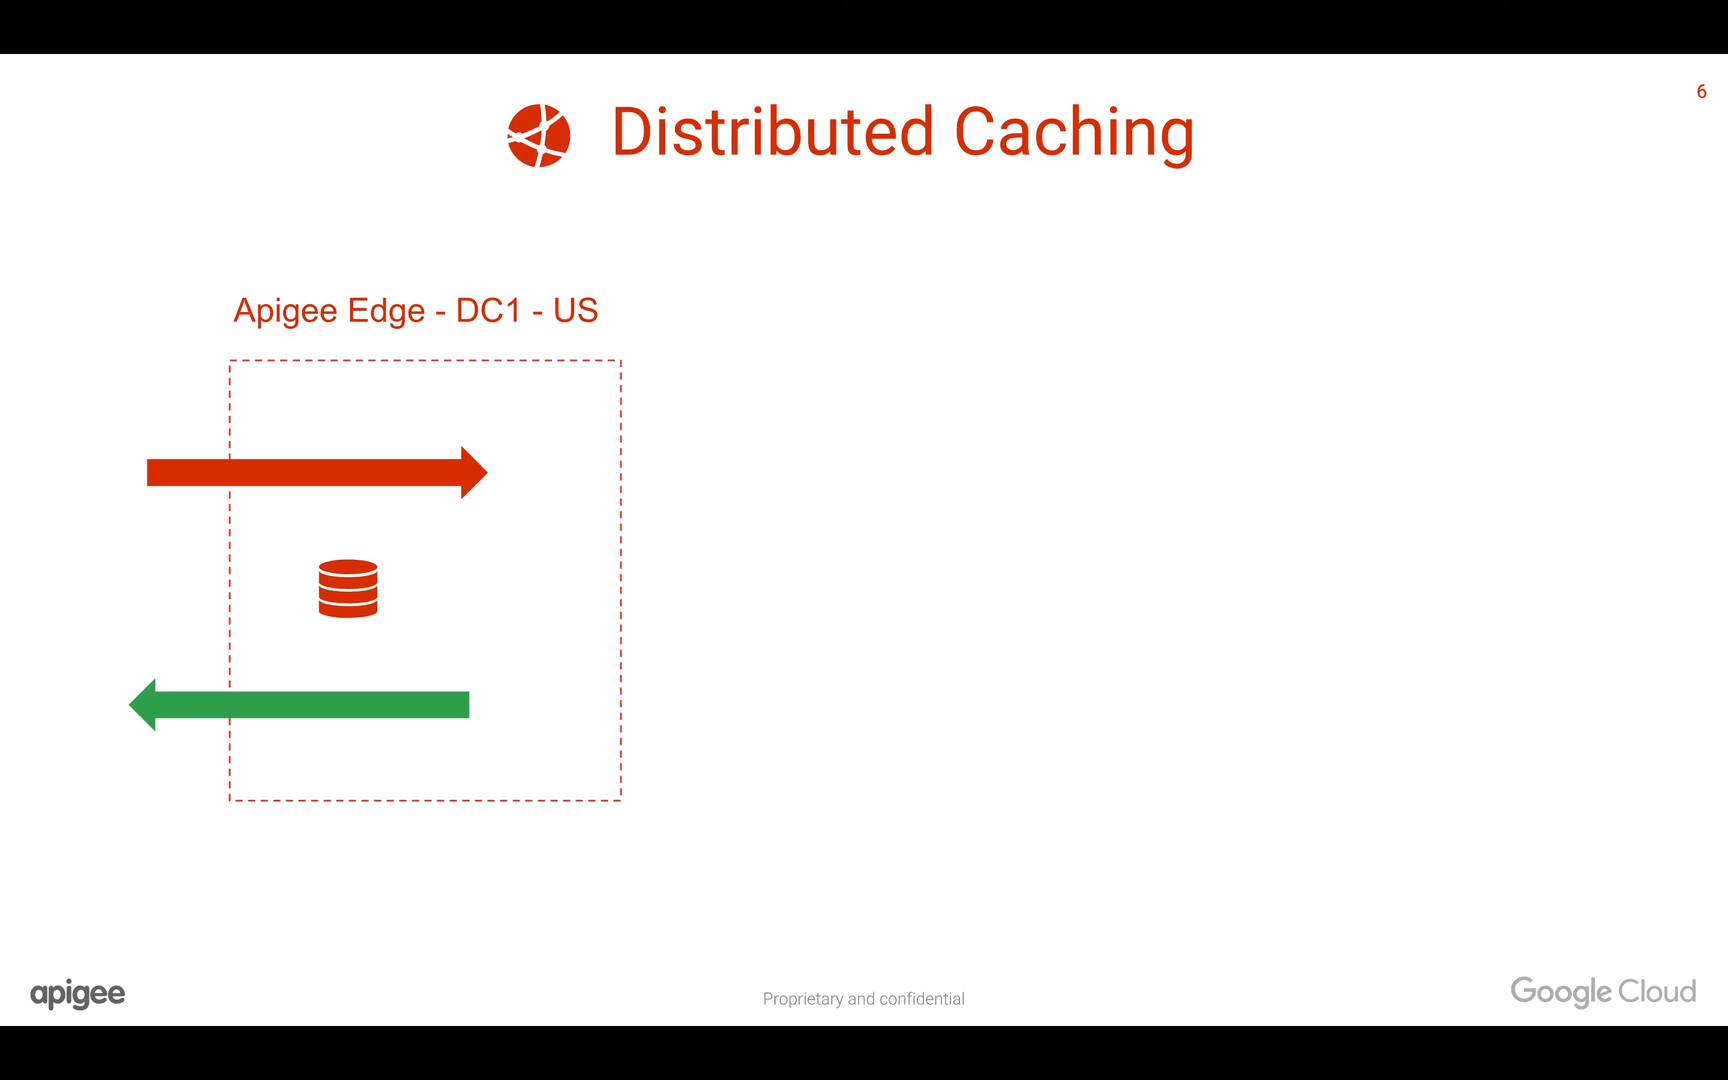 6
Distributed Caching
Apigee Edge - DC1 - US
apigee
Proprietary and confidential
Google Cloud